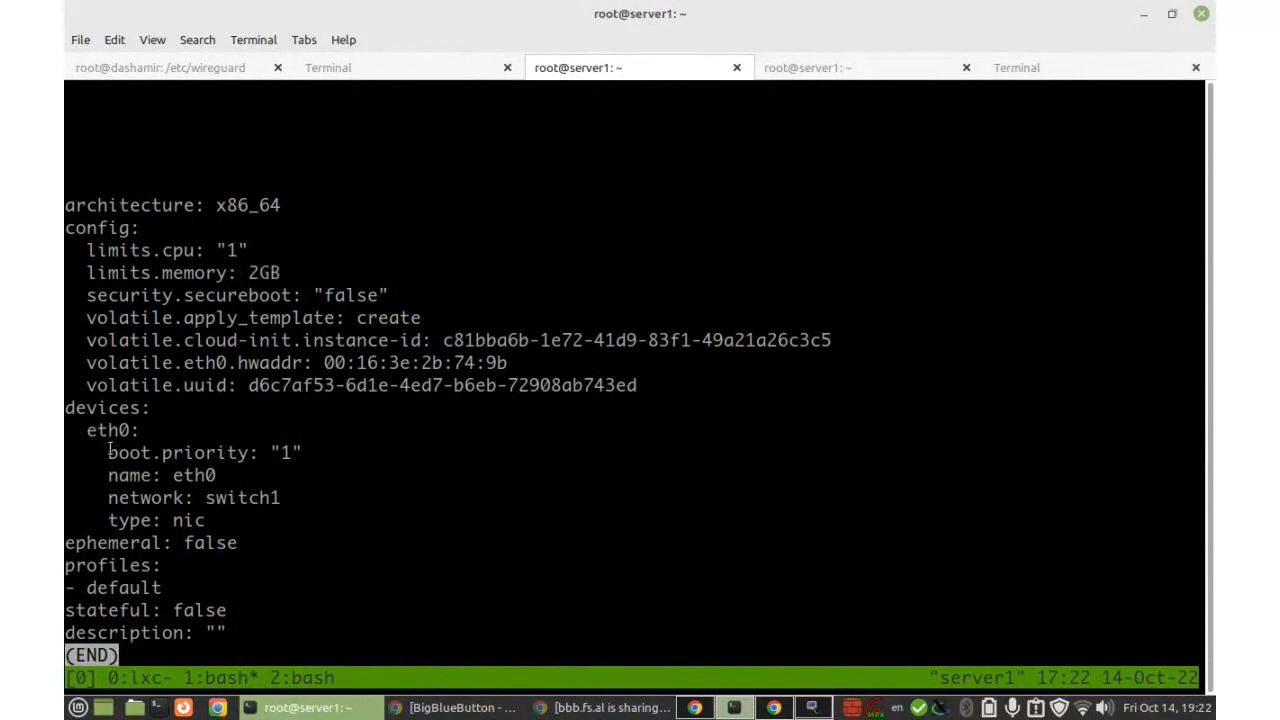 root@server1: ~
File Edit View Search Terminal Tabs Help
root@dashamir: /etc/wireguard Terminal root@server1: ~ root@server1: ~ Terminal
architecture: x86_64
config:
limits.cpu: "1"
limits.memory: 2GB
security.secureboot: "false"
volatile.apply_template: create
volatile.cloud-init.instance-id: c81bba6b-1e72-41d9-83f1-49a21a26c3c5
volatile.eth0.hwaddr: 00:16:3e:2b:74:9b
volatile.uuid: d6c7af53-6d1e-4ed7-b6eb-72908ab743ed
devices:
eth0:
boot.priority: "1"
name: eth0
network: switch1
type: nic
ephemeral: false
profiles:
- default
stateful: false
description: ""
(END)
[0] 0:lxc- 1:bash* 2:bash "server1" 17:22 14-Oct-22
root@server1: ~ [BigBlueButton - ... [bbb.fs.al is sharing... en Fri Oct 14, 19:22